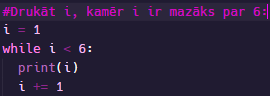 #Drukāt i, kamēr i ir mazāks par 6:
i = 1
while i < 6:
  print(i)
  i += 1